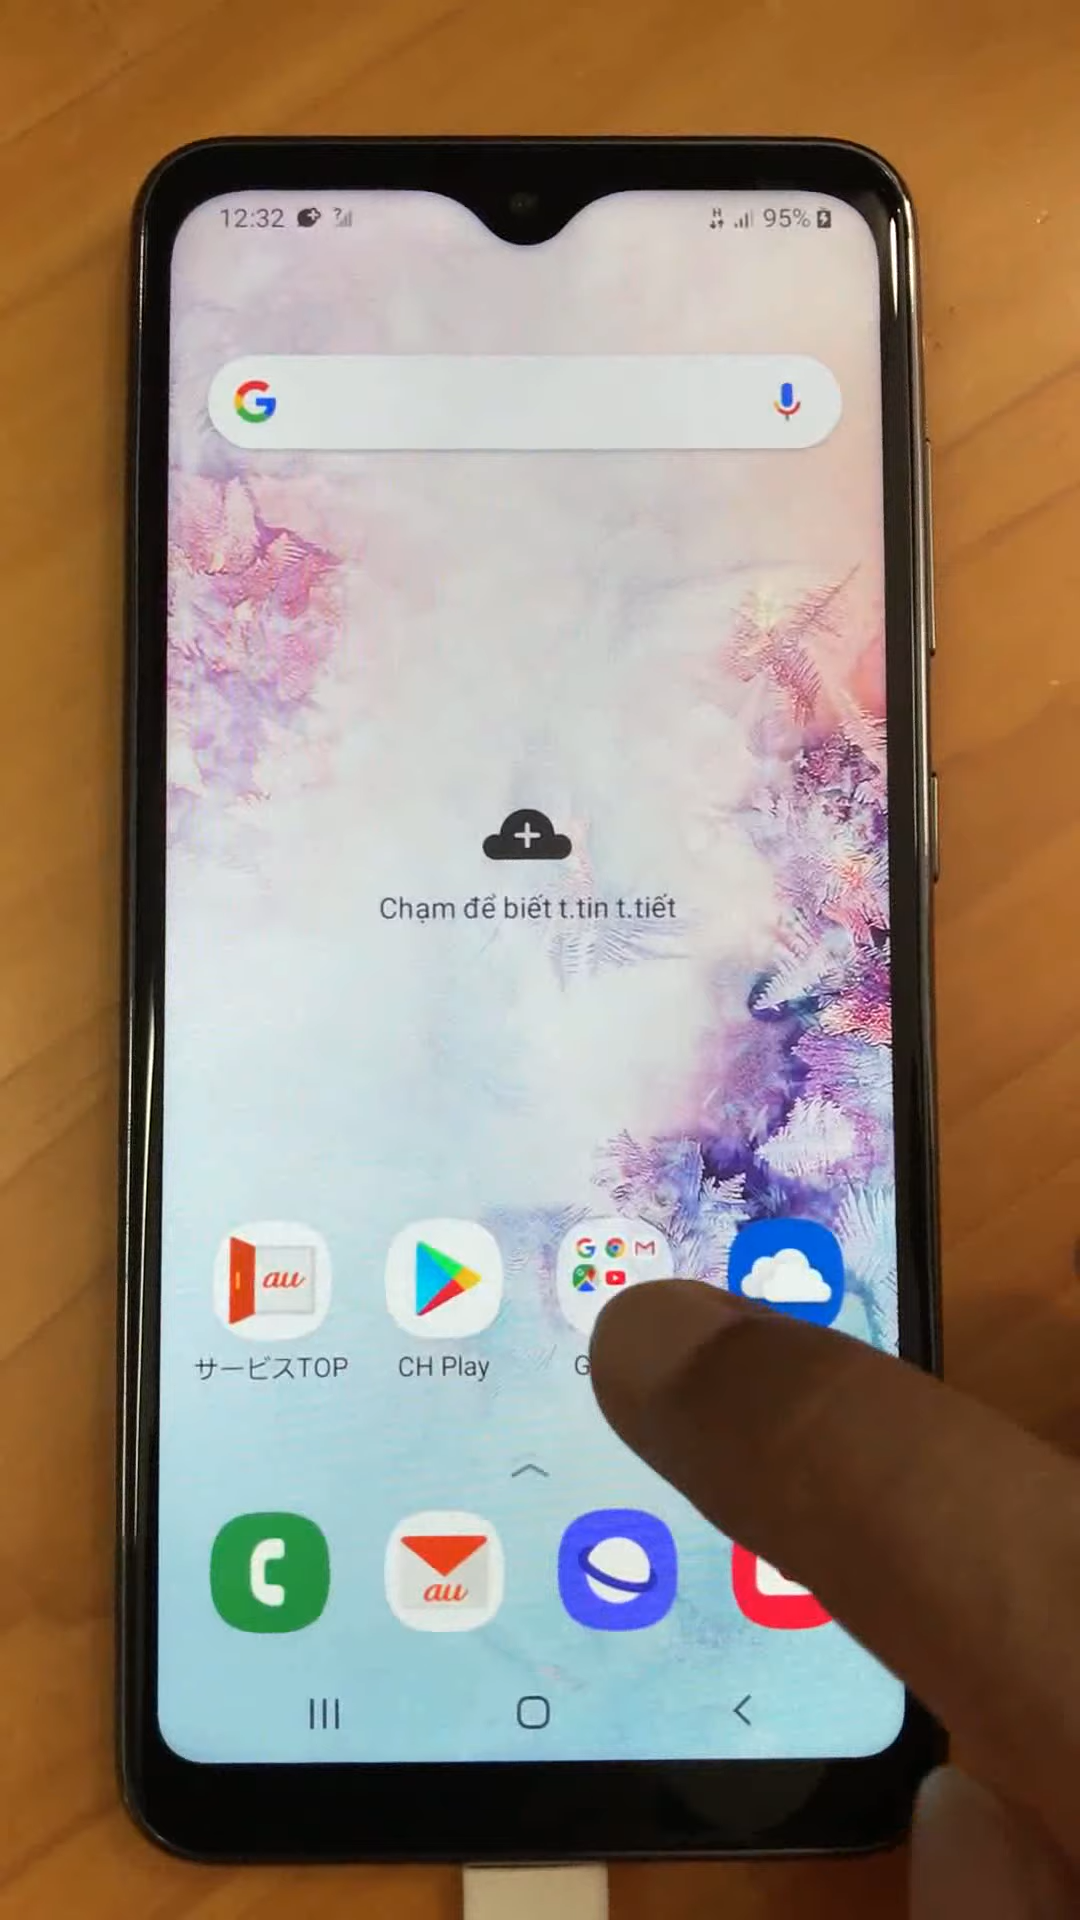 12:32
95%
Chạm để biết t.tin t.tiết
au
サービスTOP
CH Play
au